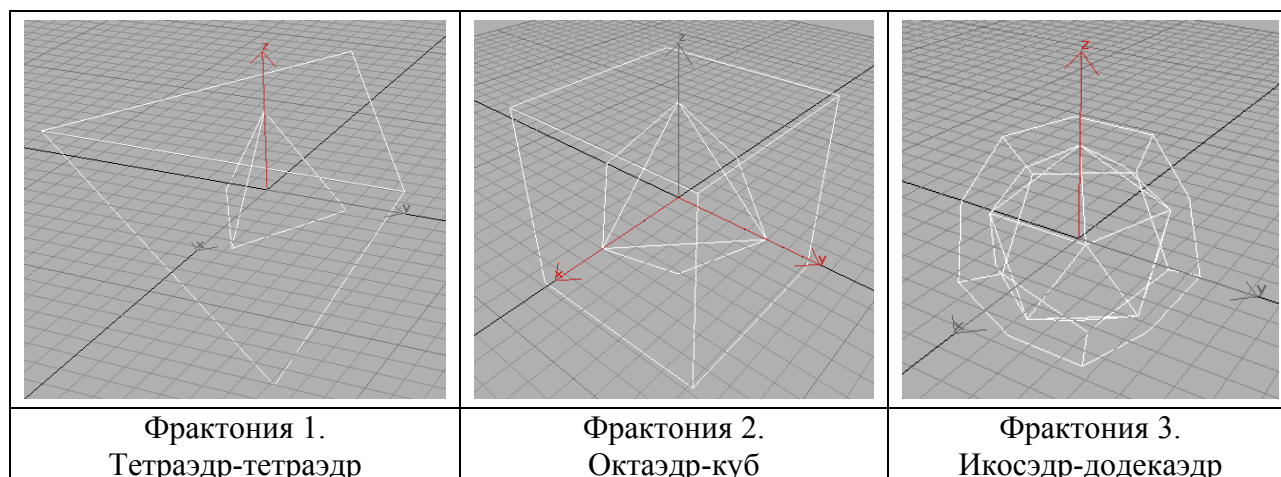 z
x
y
z
x
y
z
x
y
Фрактония 1.
Тетраэдр-тетраэдр
Фрактония 2.
Октаэдр-куб
Фрактония 3.
Икосэдр-додекаэдр